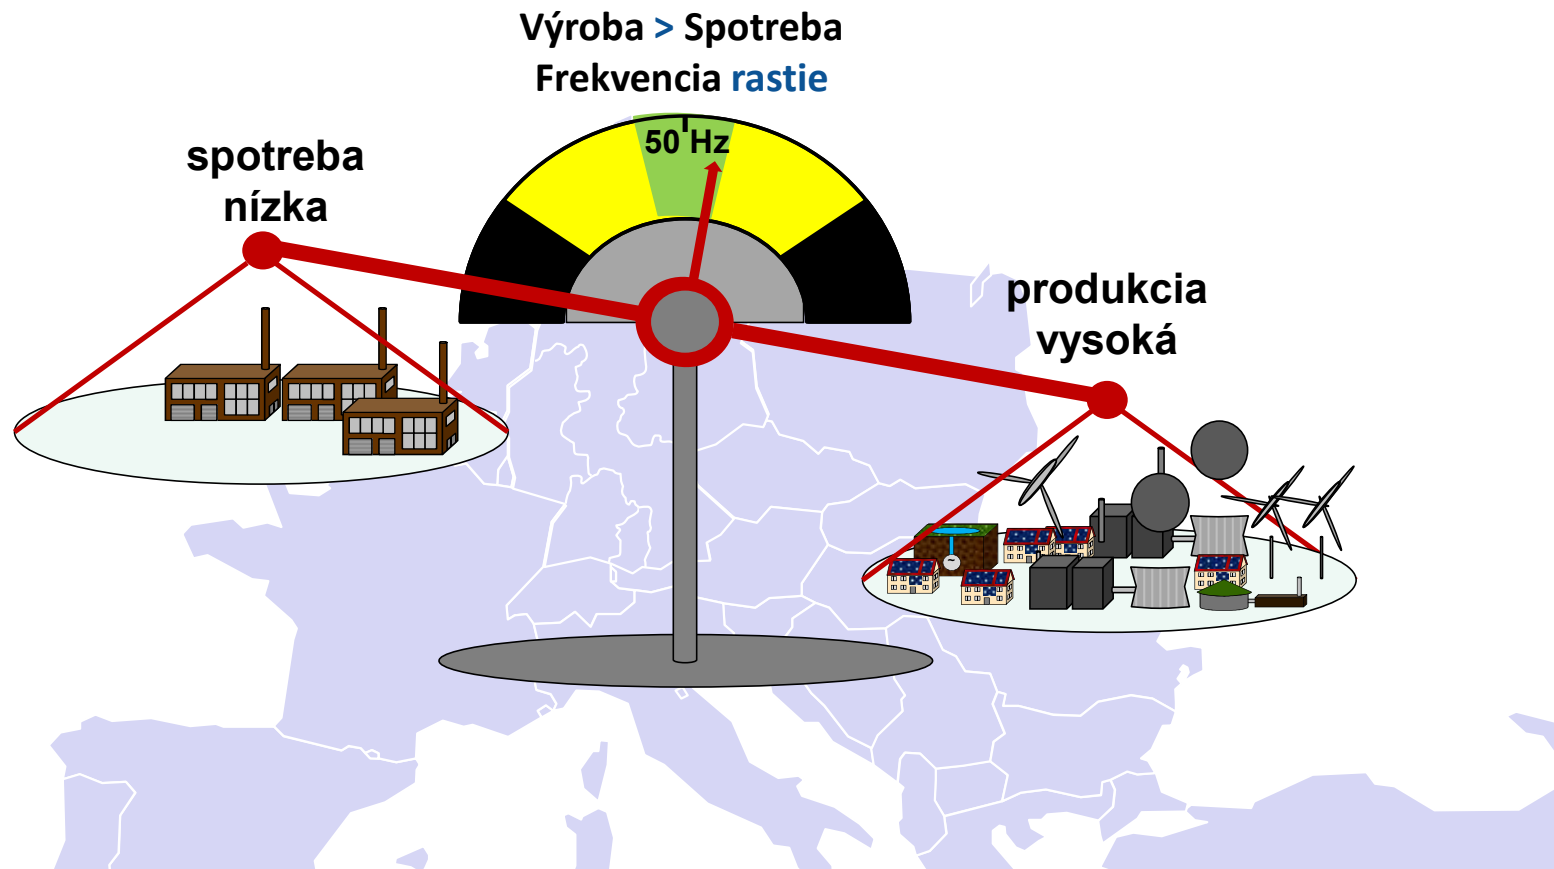 Výroba > Spotreba
Frekvencia rastie
50 Hz
spotreba
nízka
produkcia
vysoká
~